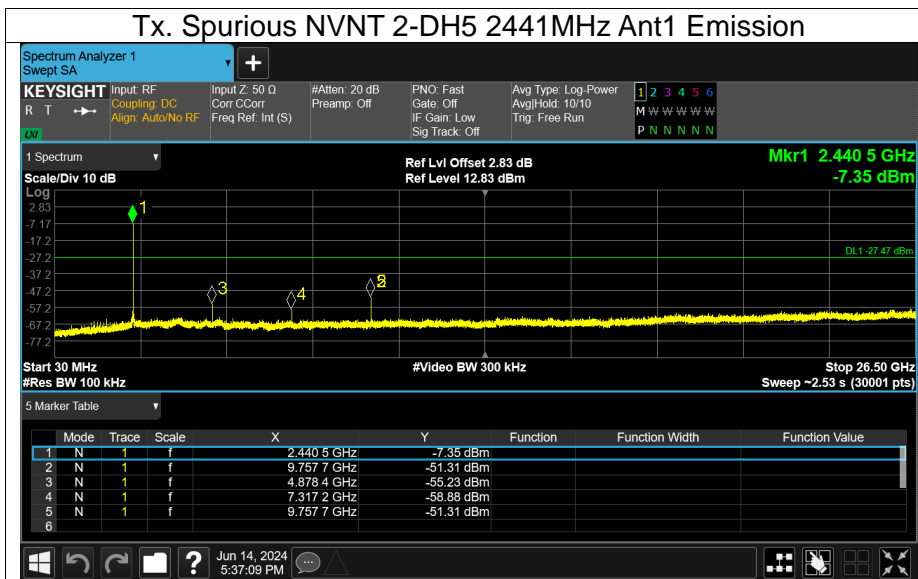 Tx. Spurious NVNT 2-DH5 2441MHz Ant1 Emission
Spectrum Analyzer 1
Swept SA
+
KEYSIGHT Input: RF Input Z: 50 Ω #Atten: 20 dB PNO: Fast Avg Type: Log-Power 1 2 3 4 5 6
R T Coupling: DC Corr CCorr Preamp: Off Gate: Off Avg|Hold: 10/10 M W W W W W
Align: Auto/No RF Freq Ref: Int (S) IF Gain: Low Trig: Free Run
LXI Sig Track: Off P N N N N N
1 Spectrum Ref Lvl Offset 2.83 dB Mkr1 2.440 5 GHz
Scale/Div 10 dB Ref Level 12.83 dBm -7.35 dBm
Log
2.83 1
-7.17
-17.2
-27.2 DL1 -27.47 dBm
-37.2
-47.2 3 4
-57.2
-67.2
-77.2
Start 30 MHz #Video BW 300 kHz Stop 26.50 GHz
#Res BW 100 kHz Sweep ~2.53 s (30001 pts)
5 Marker Table
Mode Trace Scale X Y Function Function Width Function Value
1 N 1 f 2.440 5 GHz -7.35 dBm
2 N 1 f 9.757 7 GHz -51.31 dBm
3 N 1 f 4.878 4 GHz -55.23 dBm
4 N 1 f 7.317 2 GHz -58.88 dBm
5 N 1 f 9.757 7 GHz -51.31 dBm
6
? Jun 14, 2024
5:37:09 PM